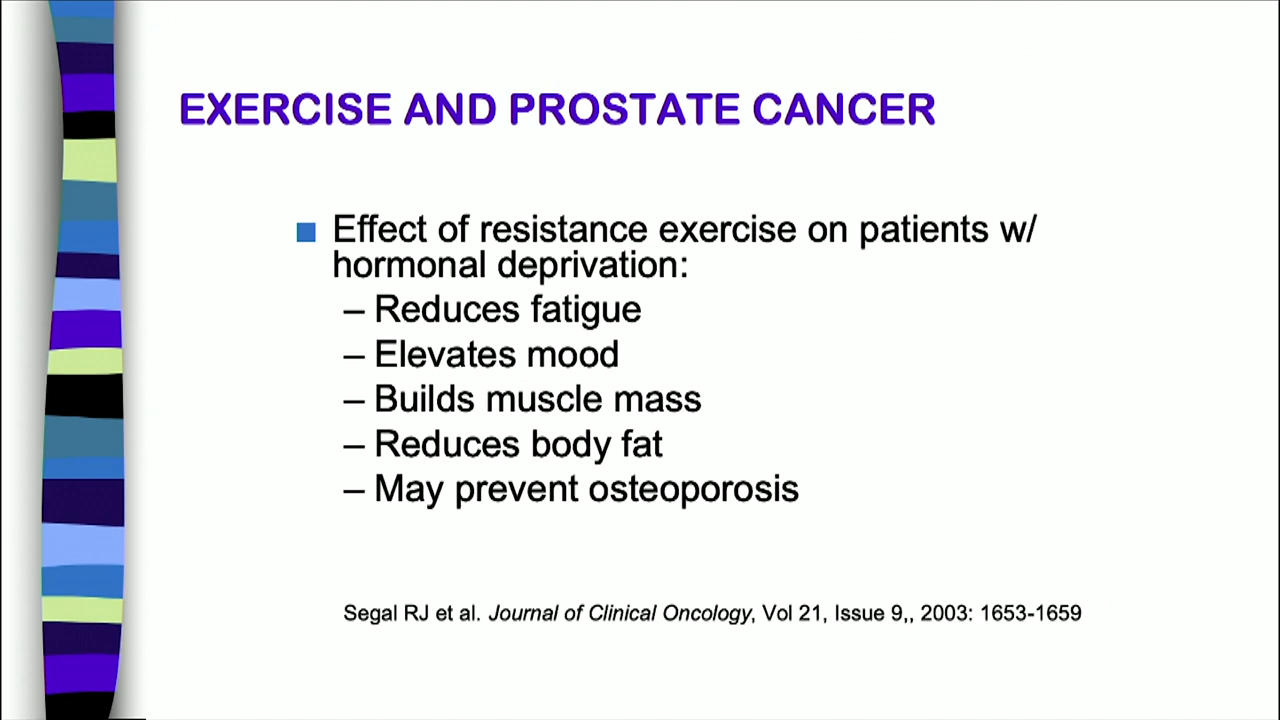 EXERCISE AND PROSTATE CANCER
Effect of resistance exercise on patients w/
hormonal deprivation:
– Reduces fatigue
– Elevates mood
– Builds muscle mass
– Reduces body fat
– May prevent osteoporosis
Segal RJ et al. Journal of Clinical Oncology, Vol 21, Issue 9,, 2003: 1653-1659